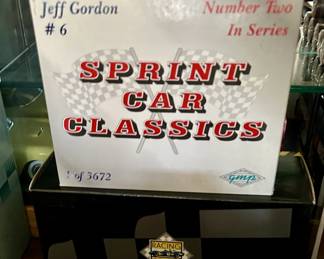 Jeff Gordon
# 6
Number Two
In Series
SPRINT
CAR
CLASSICS
of 3672
gmp
RACING